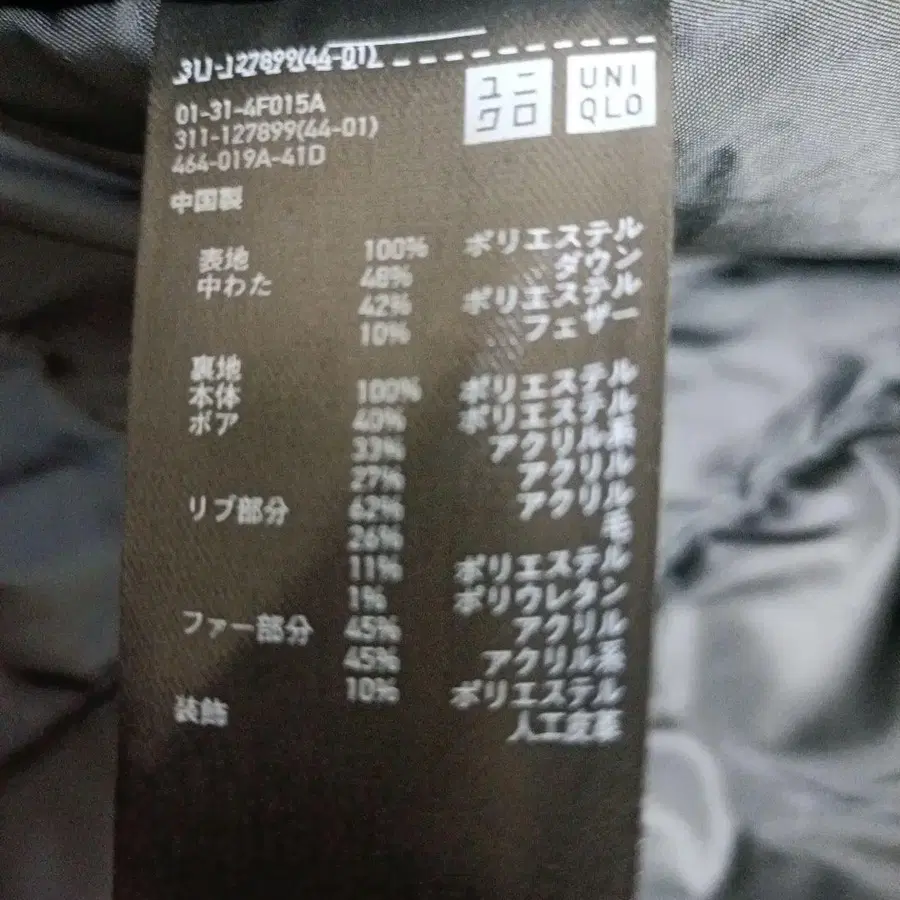 311-127899(44-01)
ユニ
クロ
UNI
QLO
01-31-4F015A
311-127899(44-01)
464-019A-41D
中国製
表地 100% ポリエステル
中わた 48% ダウン
42% ポリエステル
10% フェザー
裏地
本体 100% ポリエステル
ボア 40% ポリエステル
33% アクリル系
27% アクリル
リブ部分 62% アクリル
26% 毛
11% ポリエステル
1% ポリウレタン
ファー部分 45% アクリル
45% アクリル系
10% ポリエステル
装飾 人工皮革